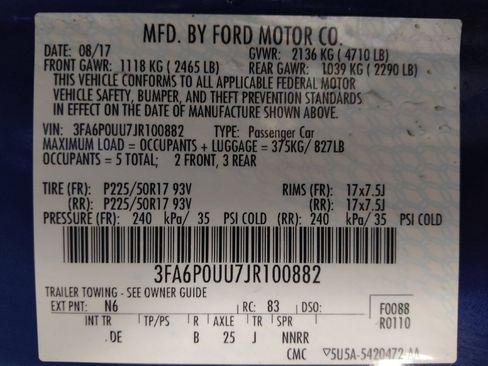 MFD. BY FORD MOTOR CO.
DATE: 08/17 GVWR: 2136 KG ( 4710 LB)
FRONT GAWR: 1118 KG ( 2465 LB) REAR GAWR: 1039 KG ( 2290 LB)
THIS VEHICLE CONFORMS TO ALL APPLICABLE FEDERAL MOTOR
VEHICLE SAFETY, BUMPER, AND THEFT PREVENTION STANDARDS
IN EFFECT ON THE DATE OF MANUFACTURE SHOWN ABOVE.
VIN: 3FA6P0UU7JR100882 TYPE: Passenger Car
MAXIMUM LOAD = OCCUPANTS + LUGGAGE = 375KG/ 827LB
OCCUPANTS = 5 TOTAL; 2 FRONT, 3 REAR
TIRE (FR): P225/50R17 93V RIMS (FR): 17x7.5J
(RR): P225/50R17 93V (RR): 17x7.5J
PRESSURE (FR): 240 kPa/ 35 PSI COLD (RR): 240 kPa/ 35 PSI COLD
3FA6P0UU7JR100882
TRAILER TOWING - SEE OWNER GUIDE
EXT PNT: N6 RC: 83 DSO: F0088
R0110
INT TR TP/PS R AXLE TR SPR
DE B 25 J NNRR
CMC ▽5U5A-5420472-AA